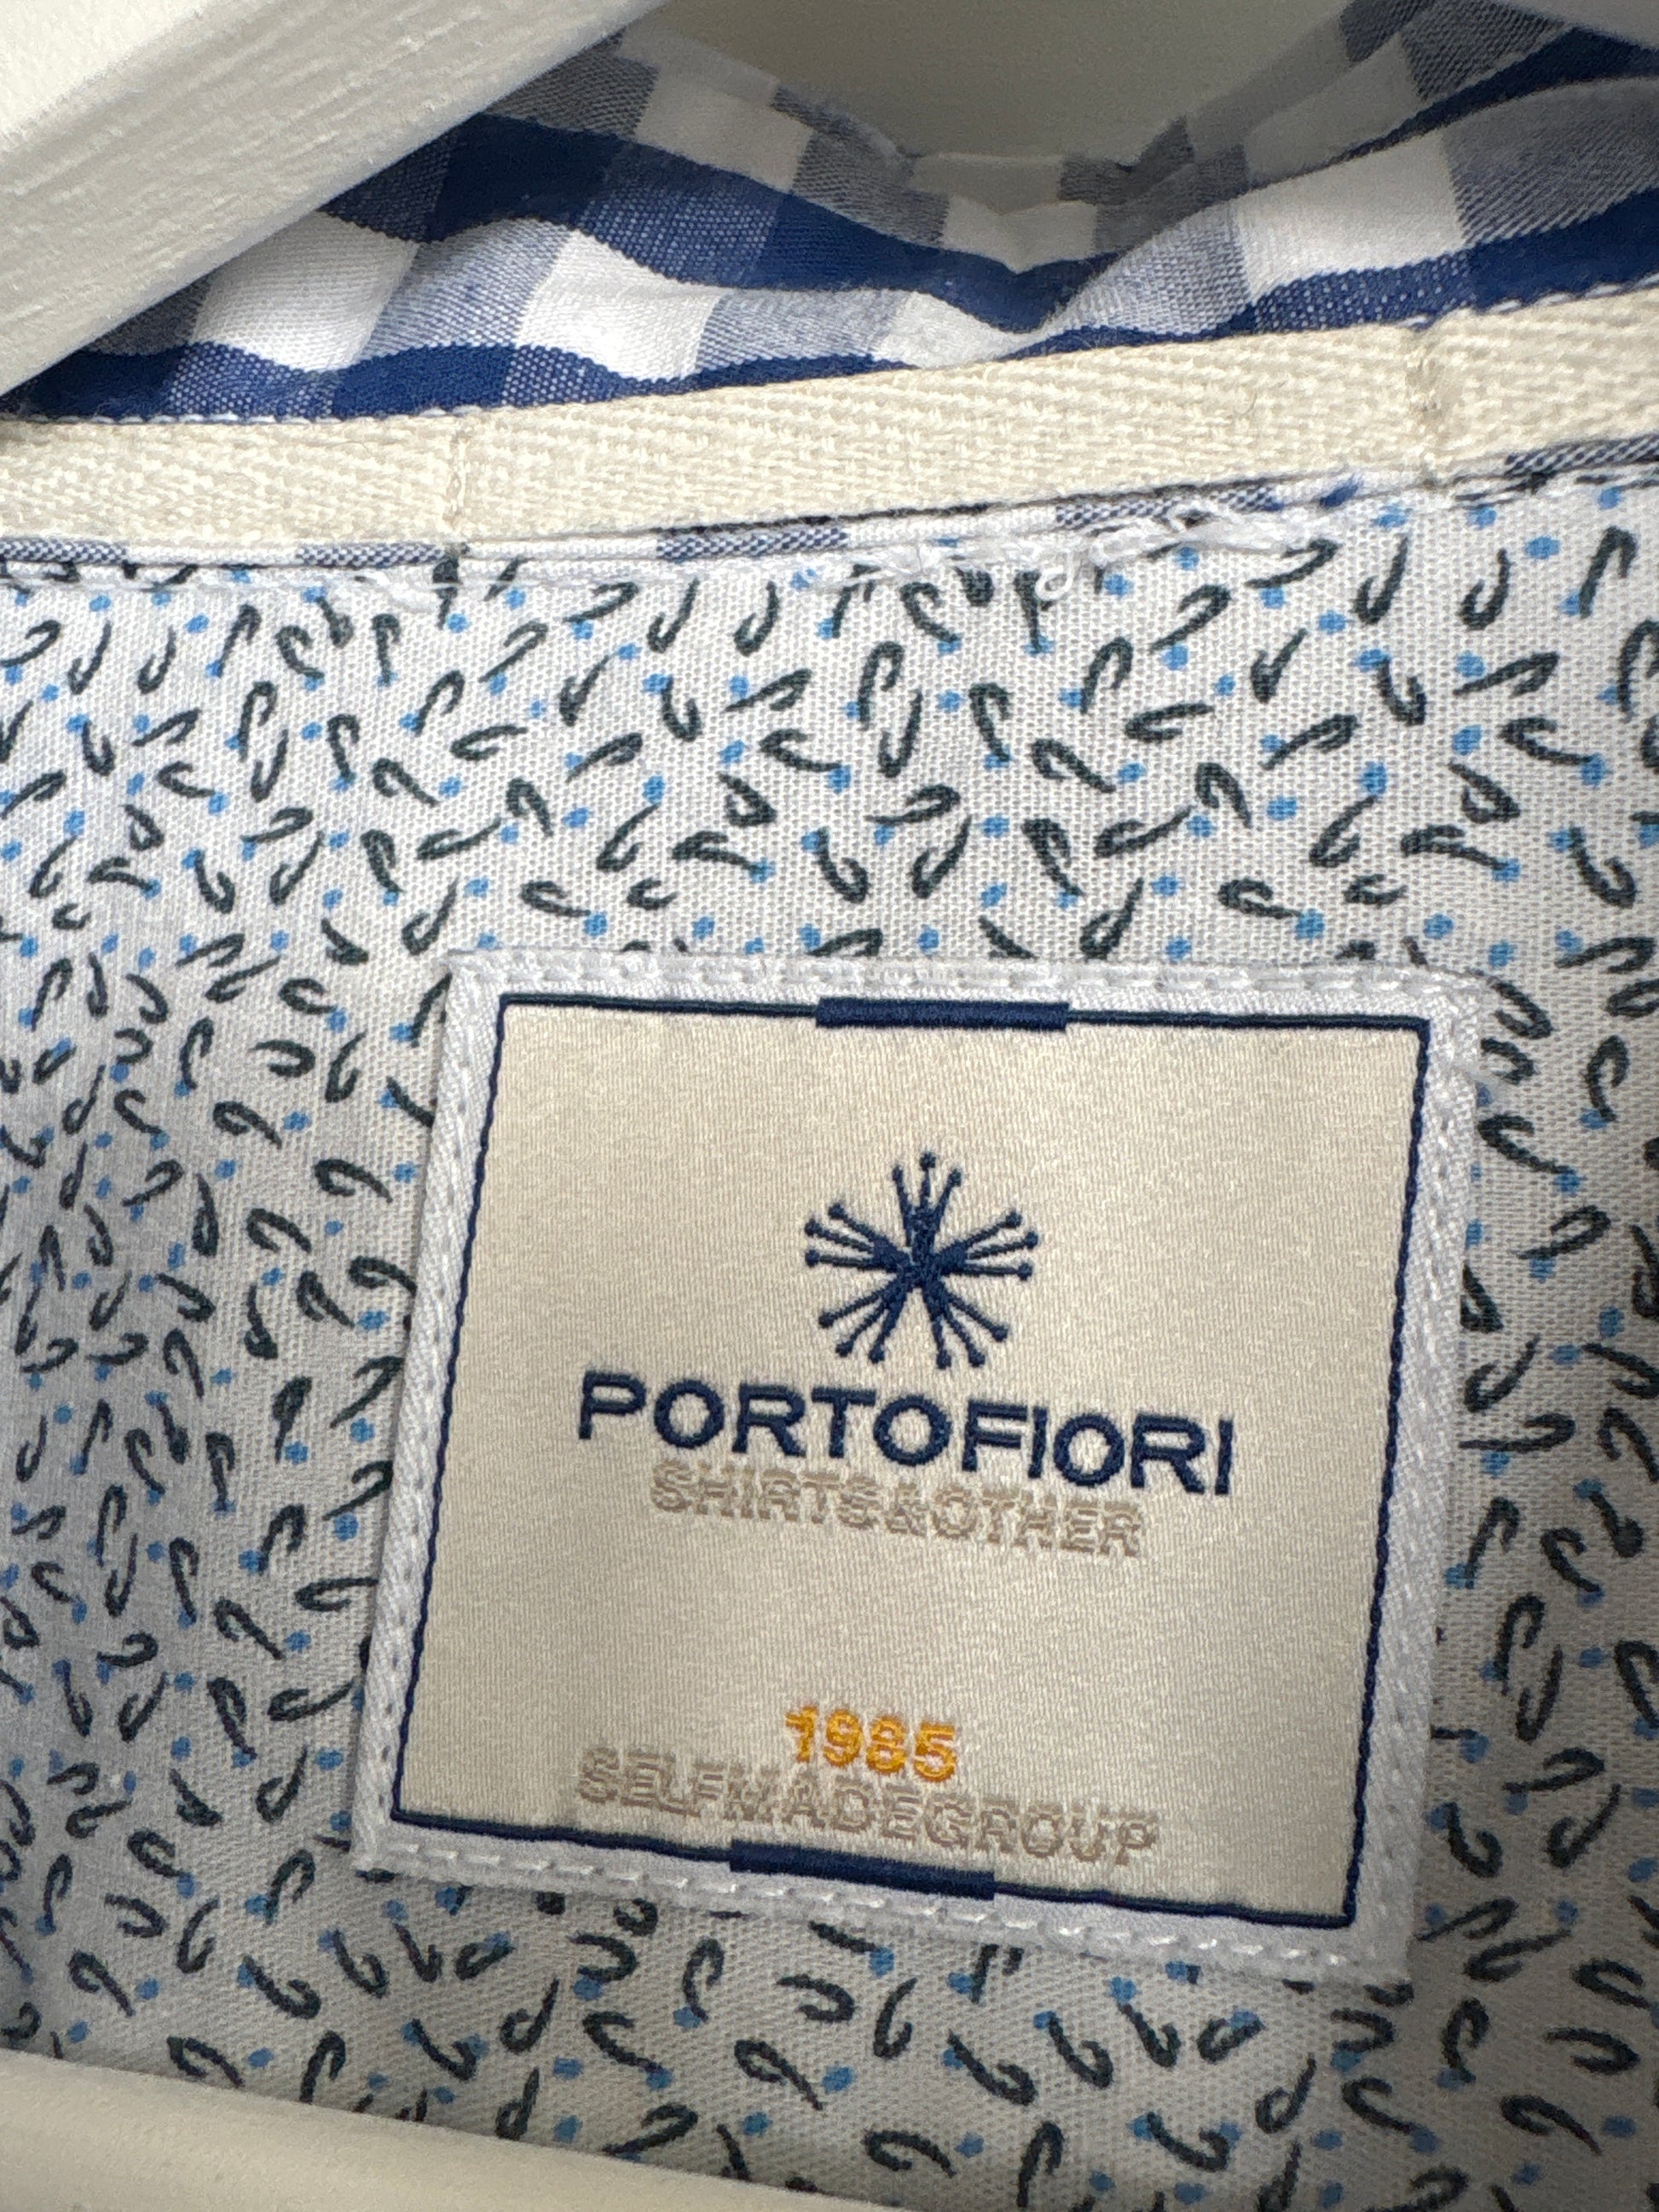 PORTOFIORI
SHIRTS&OTHER
1985
SELFMADEGROUP